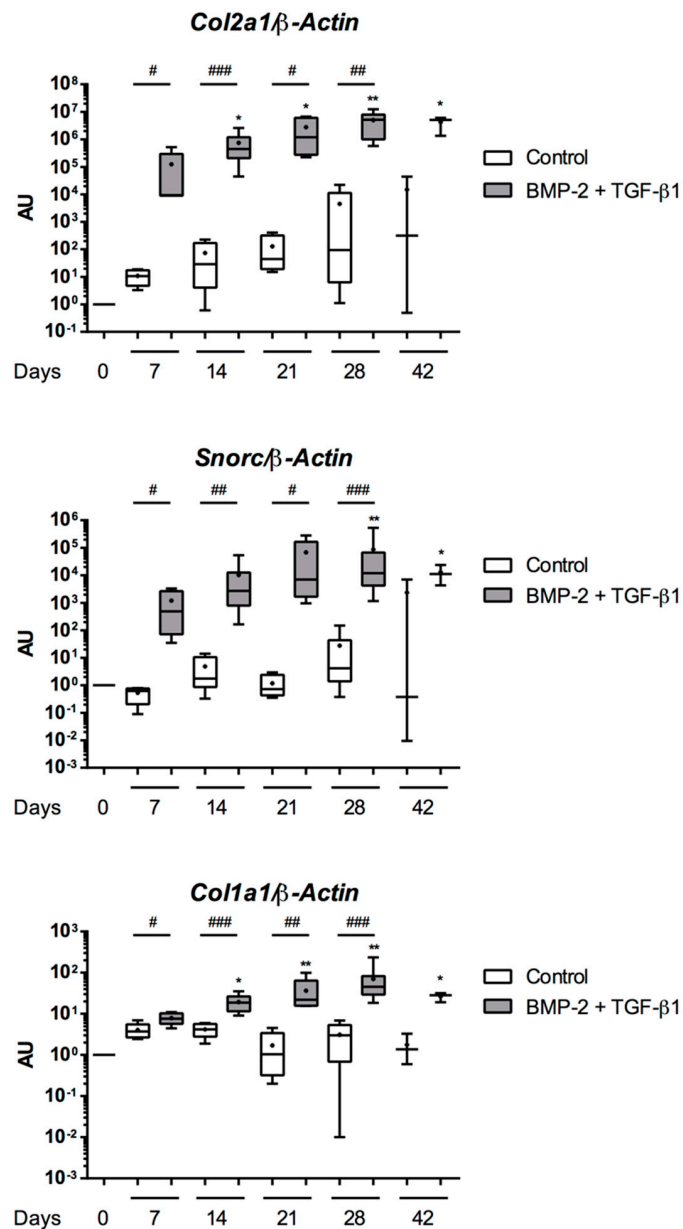 Col2a1/β-Actin
# ### # ##
* * ** *
10⁸
10⁷
10⁶
10⁵
10⁴
10³
10²
10¹
10⁰
10⁻¹
AU
Control
BMP-2 + TGF-β1
Days 0 7 14 21 28 42
Snorc/β-Actin
# ## # ###
** *
10⁶
10⁵
10⁴
10³
10²
10¹
10⁰
10⁻¹
10⁻²
10⁻³
AU
Control
BMP-2 + TGF-β1
Days 0 7 14 21 28 42
Col1a1/β-Actin
# ### ## ###
* ** ** *
10³
10²
10¹
10⁰
10⁻¹
10⁻²
10⁻³
AU
Control
BMP-2 + TGF-β1
Days 0 7 14 21 28 42